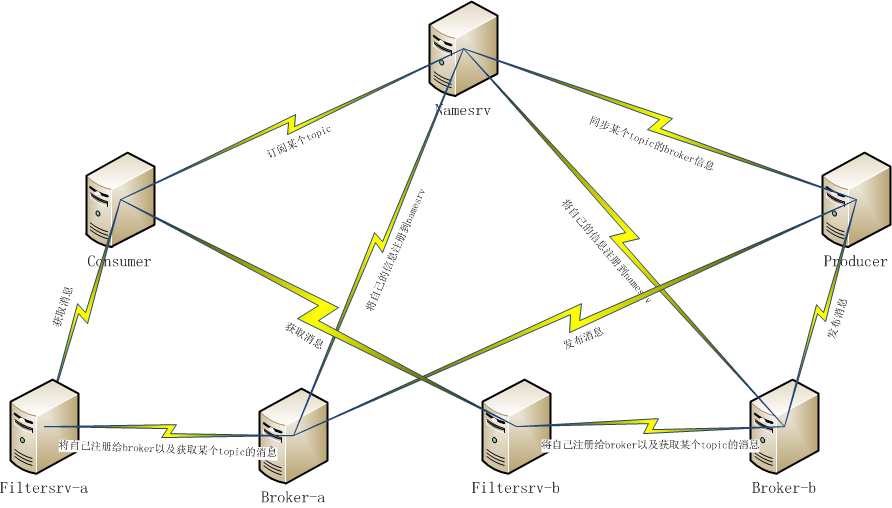 Namesrv
订阅某个topic
同步某个topic的broker信息
将自己的信息注册到namesrv
将自己的信息注册到namesrv
Consumer
Producer
获取消息
获取消息
发布消息
发布消息
将自己注册给broker以及获取某个topic的消息
将自己注册给broker以及获取某个topic的消息
Filtersrv-a
Broker-a
Filtersrv-b
Broker-b